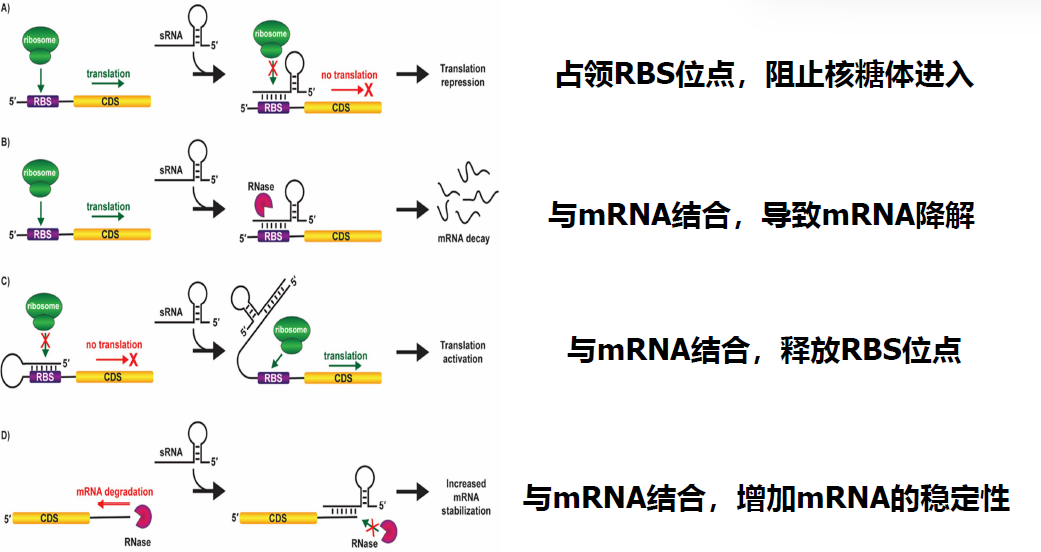 A)
ribosome
translation
5′
RBS
CDS
sRNA
5′
ribosome
no translation
X
5′
5′
RBS
CDS
Translation
repression
占领RBS位点，阻止核糖体进入
B)
ribosome
translation
5′
RBS
CDS
sRNA
5′
RNase
5′
5′
RBS
CDS
mRNA decay
与mRNA结合，导致mRNA降解
C)
ribosome
no translation
X
5′
RBS
CDS
sRNA
5′
5′
5′
ribosome
translation
RBS
CDS
Translation
activation
与mRNA结合，释放RBS位点
D)
mRNA degradation
5′
CDS
RNase
sRNA
5′
5′
CDS
5′
RNase
Increased
mRNA
stabilization
与mRNA结合，增加mRNA的稳定性